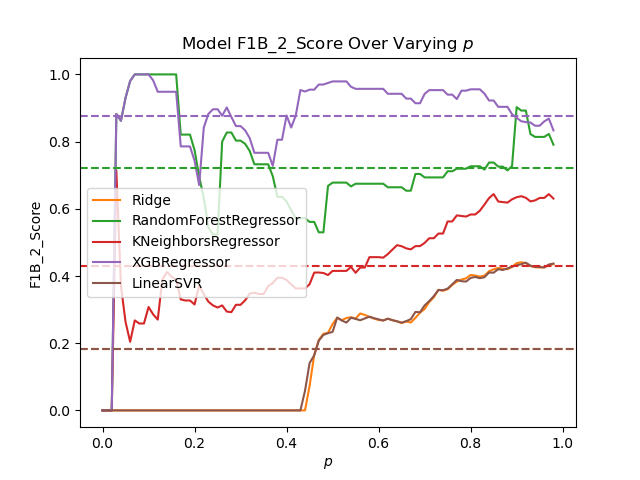 Model F1B_2_Score Over Varying p
F1B_2_Score
1.0
0.8
0.6
0.4
0.2
0.0
Ridge
RandomForestRegressor
KNeighborsRegressor
XGBRegressor
LinearSVR
0.0 0.2 0.4 0.6 0.8 1.0
p